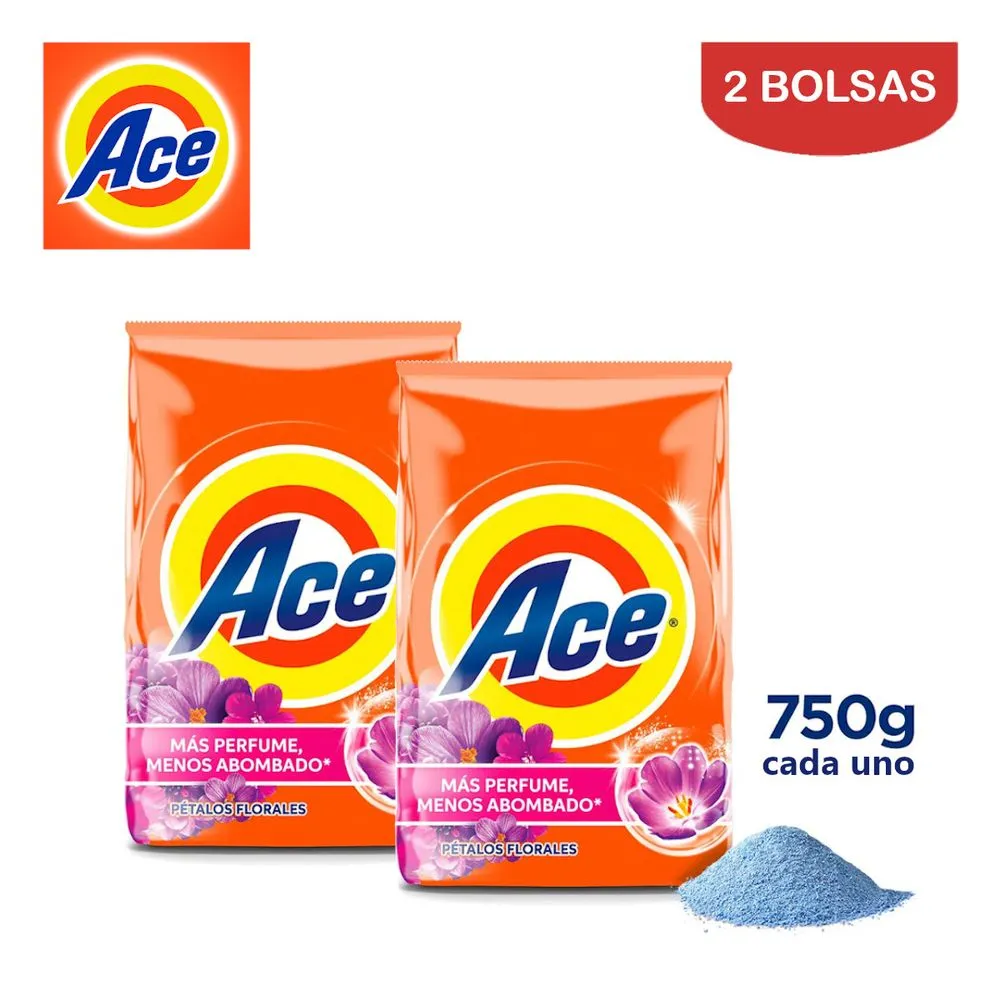 Ace
2 BOLSAS
Ace
MÁS PERFUME,
MENOS ABOMBADO*
PÉTALOS FLORALES
Ace®
MÁS PERFUME,
MENOS ABOMBADO*
PÉTALOS FLORALES
750g
cada uno